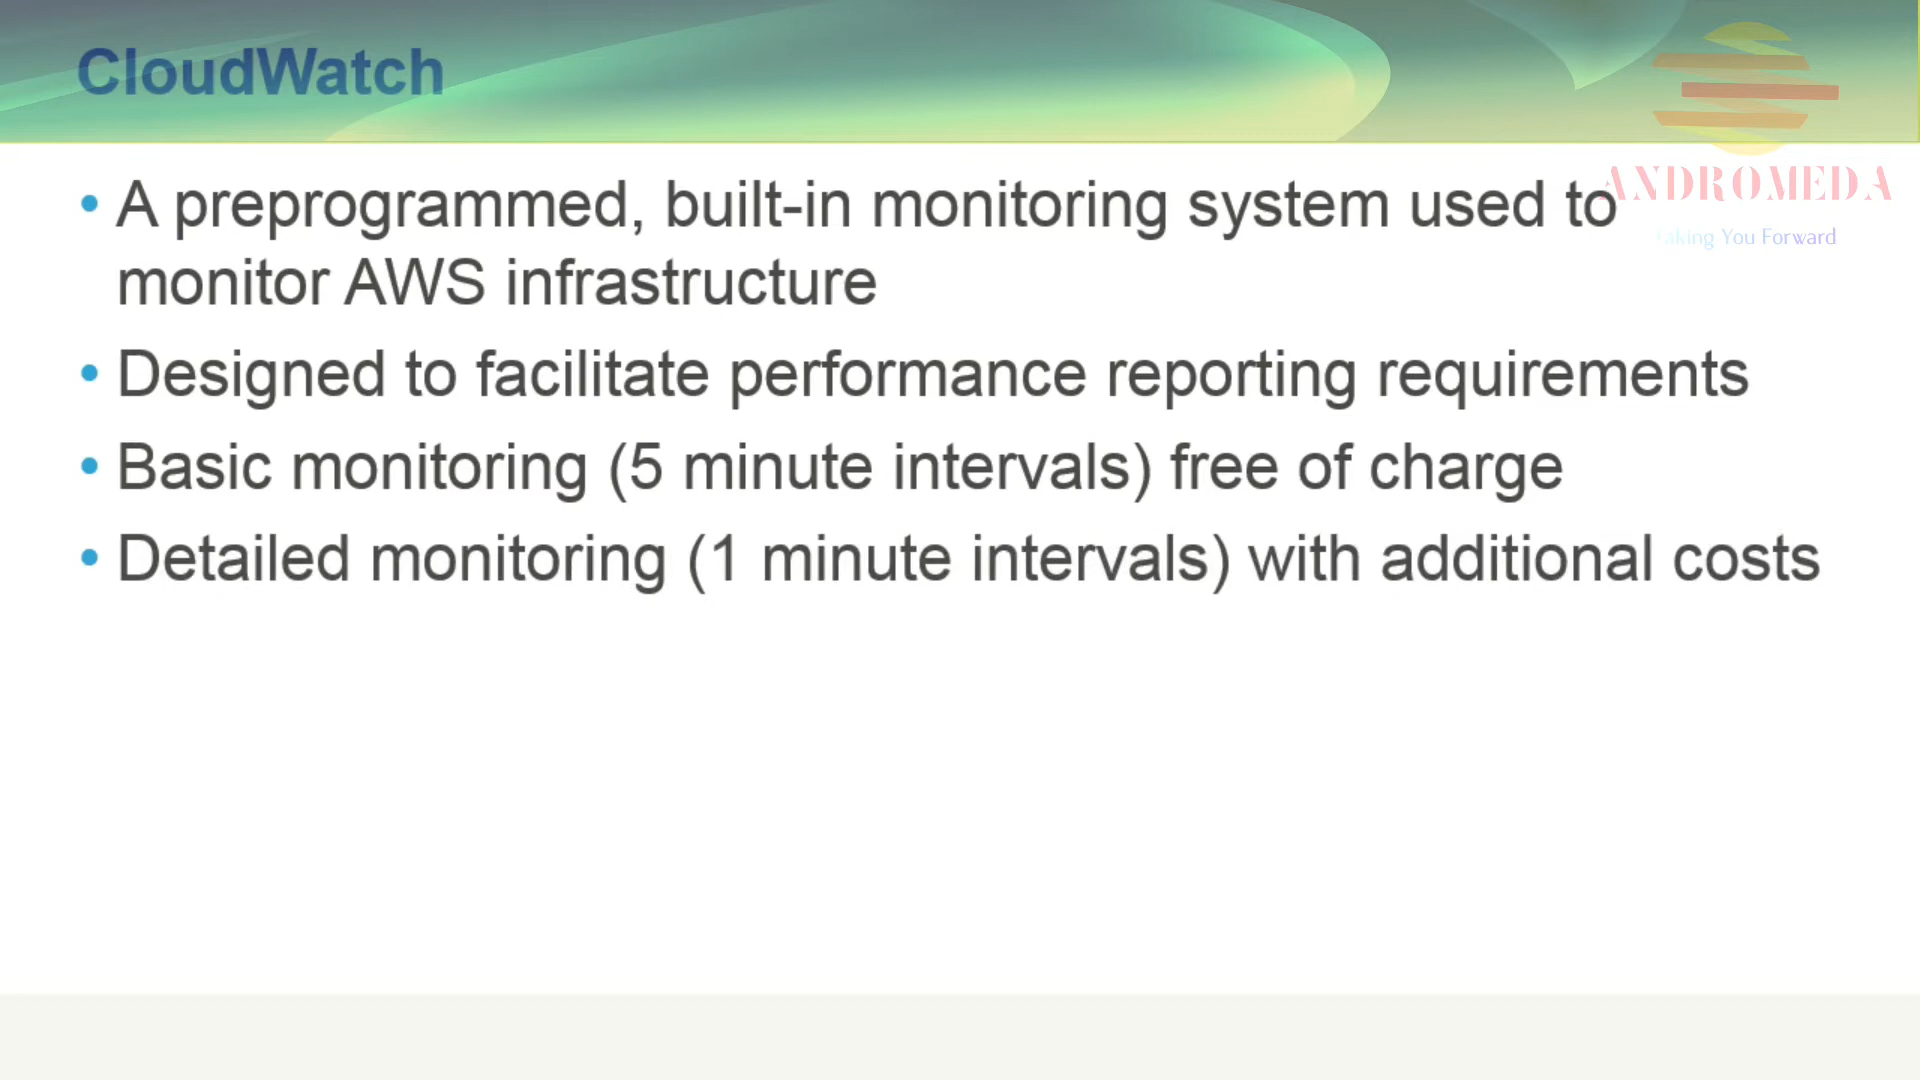 CloudWatch
ANDROMEDA
Taking You Forward
• A preprogrammed, built-in monitoring system used to
monitor AWS infrastructure
• Designed to facilitate performance reporting requirements
• Basic monitoring (5 minute intervals) free of charge
• Detailed monitoring (1 minute intervals) with additional costs